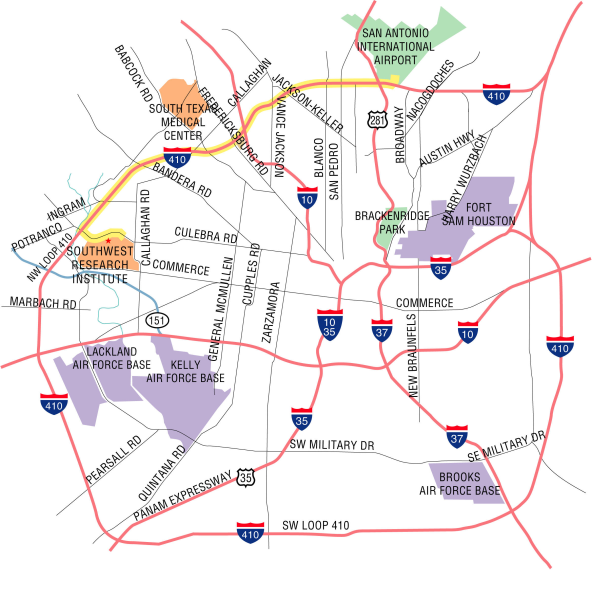 SAN ANTONIO
INTERNATIONAL
AIRPORT
BABCOCK RD
CALLAGHAN
JACKSON-KELLER
NACOGDOCHES
410
FREDERICKSBURG RD
SOUTH TEXAS
MEDICAL
CENTER
VANCE JACKSON
281
BROADWAY
AUSTIN HWY
BLANCO
SAN PEDRO
HARRY WURZBACH
410
BANDERA RD
10
INGRAM
CALLAGHAN RD
BRACKENRIDGE
PARK
FORT
SAM HOUSTON
POTRANCO
NW LOOP 410
CULEBRA RD
SOUTHWEST
RESEARCH
INSTITUTE
COMMERCE
35
GENERAL MCMULLEN
CUPPLES RD
ZARZAMORA
MARBACH RD
COMMERCE
151
10
35
37
10
NEW BRAUNFELS
410
LACKLAND
AIR FORCE BASE
KELLY
AIR FORCE BASE
410
35
37
SW MILITARY DR
SE MILITARY DR
PEARSALL RD
QUINTANA RD
35
PANAM EXPRESSWAY
BROOKS
AIR FORCE BASE
SW LOOP 410
410